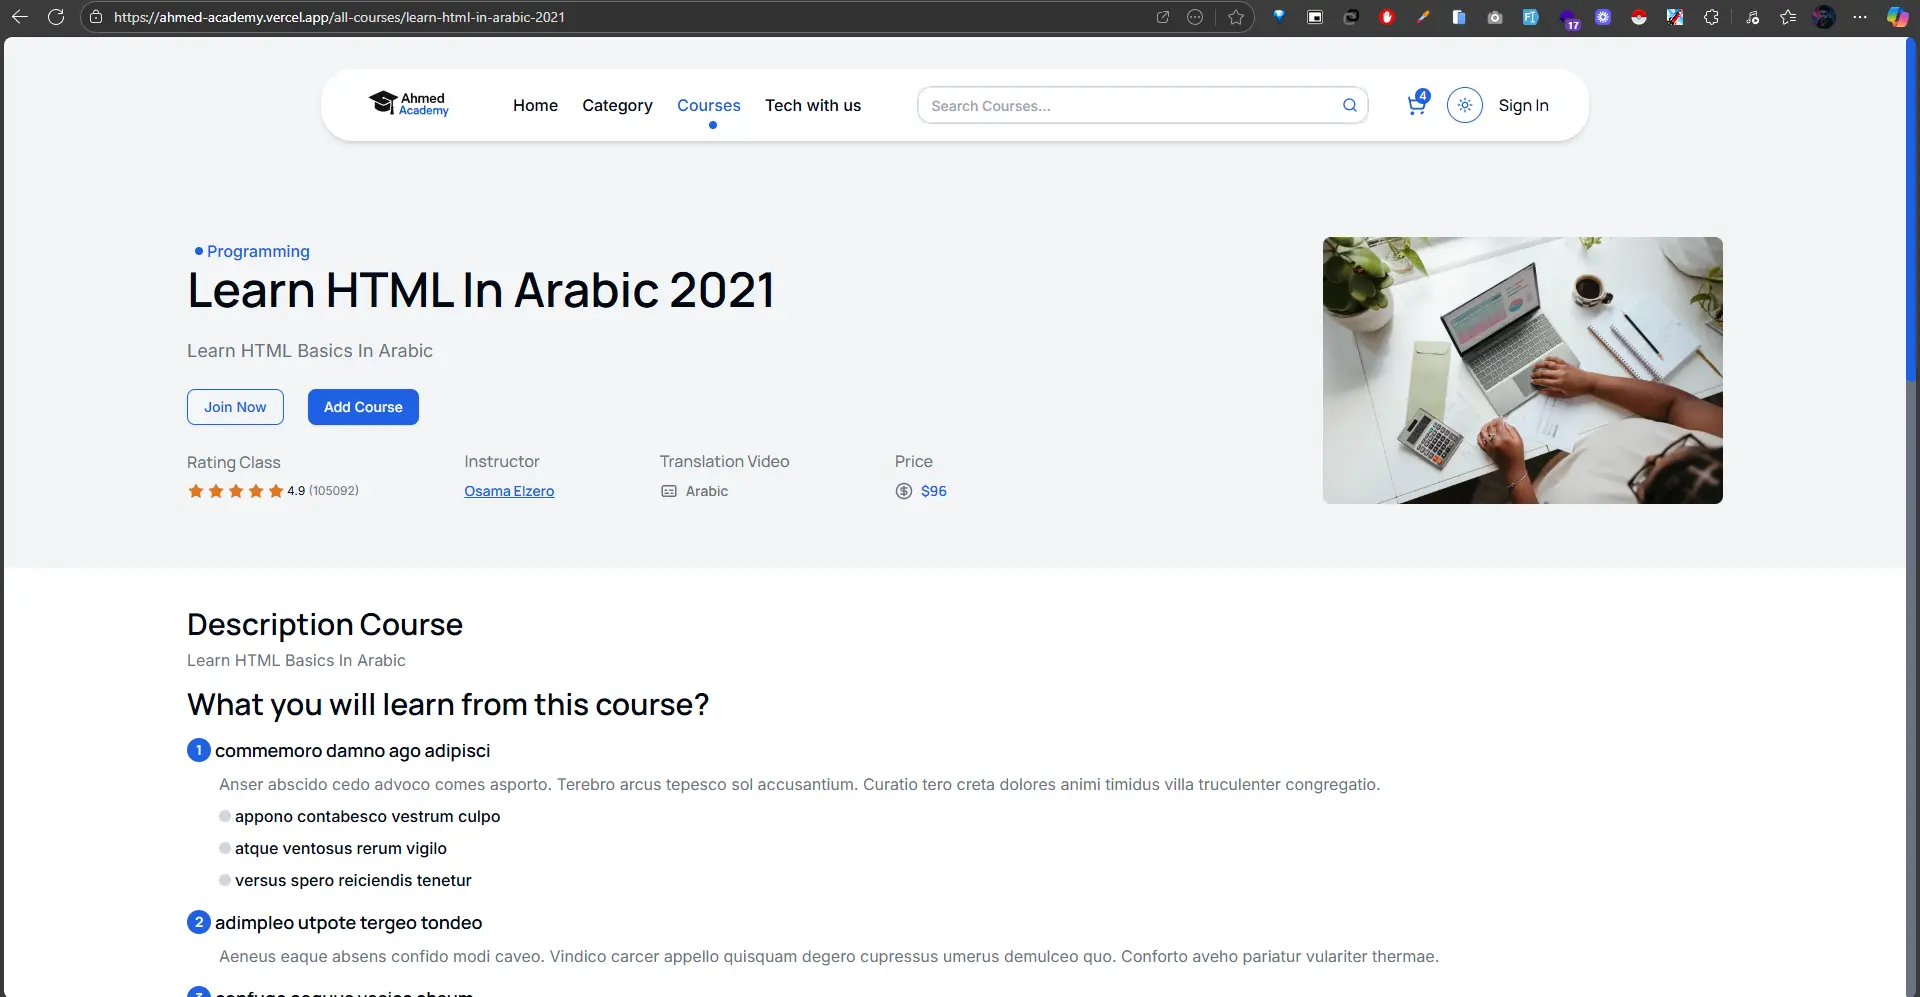 https://ahmed-academy.vercel.app/all-courses/learn-html-in-arabic-2021
17
Ahmed
Academy
Home
Category
Courses
Tech with us
Search Courses...
4
Sign In
Programming
Learn HTML In Arabic 2021
Learn HTML Basics In Arabic
Join Now
Add Course
Rating Class
Instructor
Translation Video
Price
4.9 (105092)
Osama Elzero
Arabic
$96
Description Course
Learn HTML Basics In Arabic
What you will learn from this course?
1 commemoro damno ago adipisci
Anser abscido cedo advoco comes asporto. Terebro arcus tepesco sol accusantium. Curatio tero creta dolores animi timidus villa truculenter congregatio.
appono contabesco vestrum culpo
atque ventosus rerum vigilo
versus spero reiciendis tenetur
2 adimpleo utpote tergeo tondeo
Aeneus eaque absens confido modi caveo. Vindico carcer appello quisquam degero cupressus umerus demulceo quo. Conforto aveho pariatur vulariter thermae.